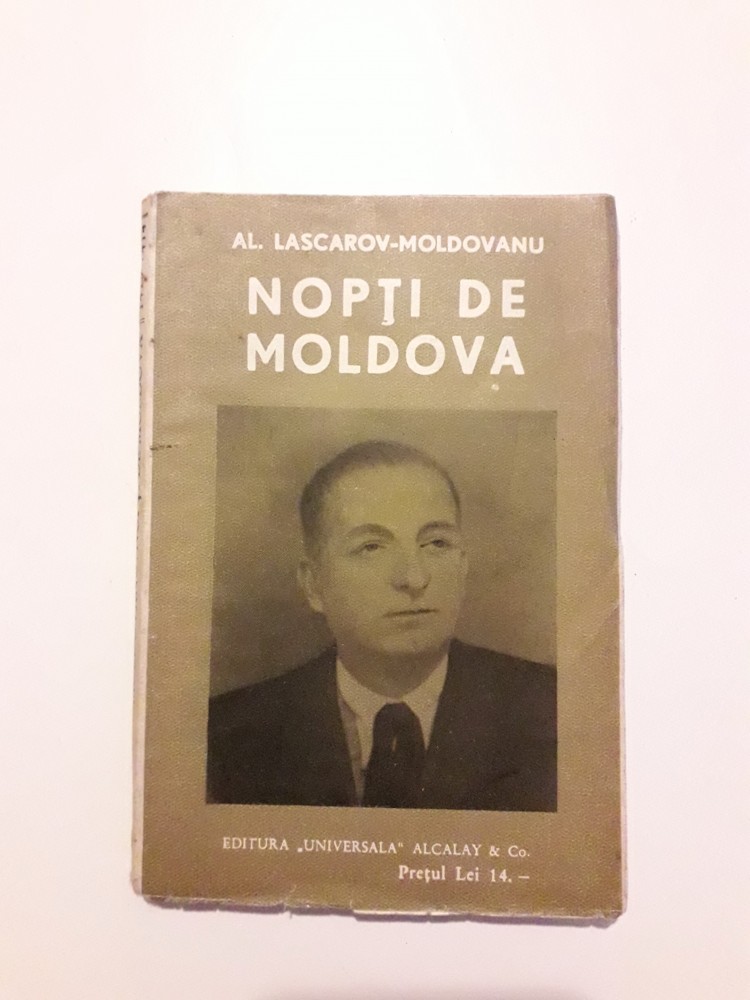 AL. LASCAROV-MOLDOVANU
NOPŢI DE
MOLDOVA
EDITURA „UNIVERSALA" ALCALAY & Co.
Preţul Lei 14.–